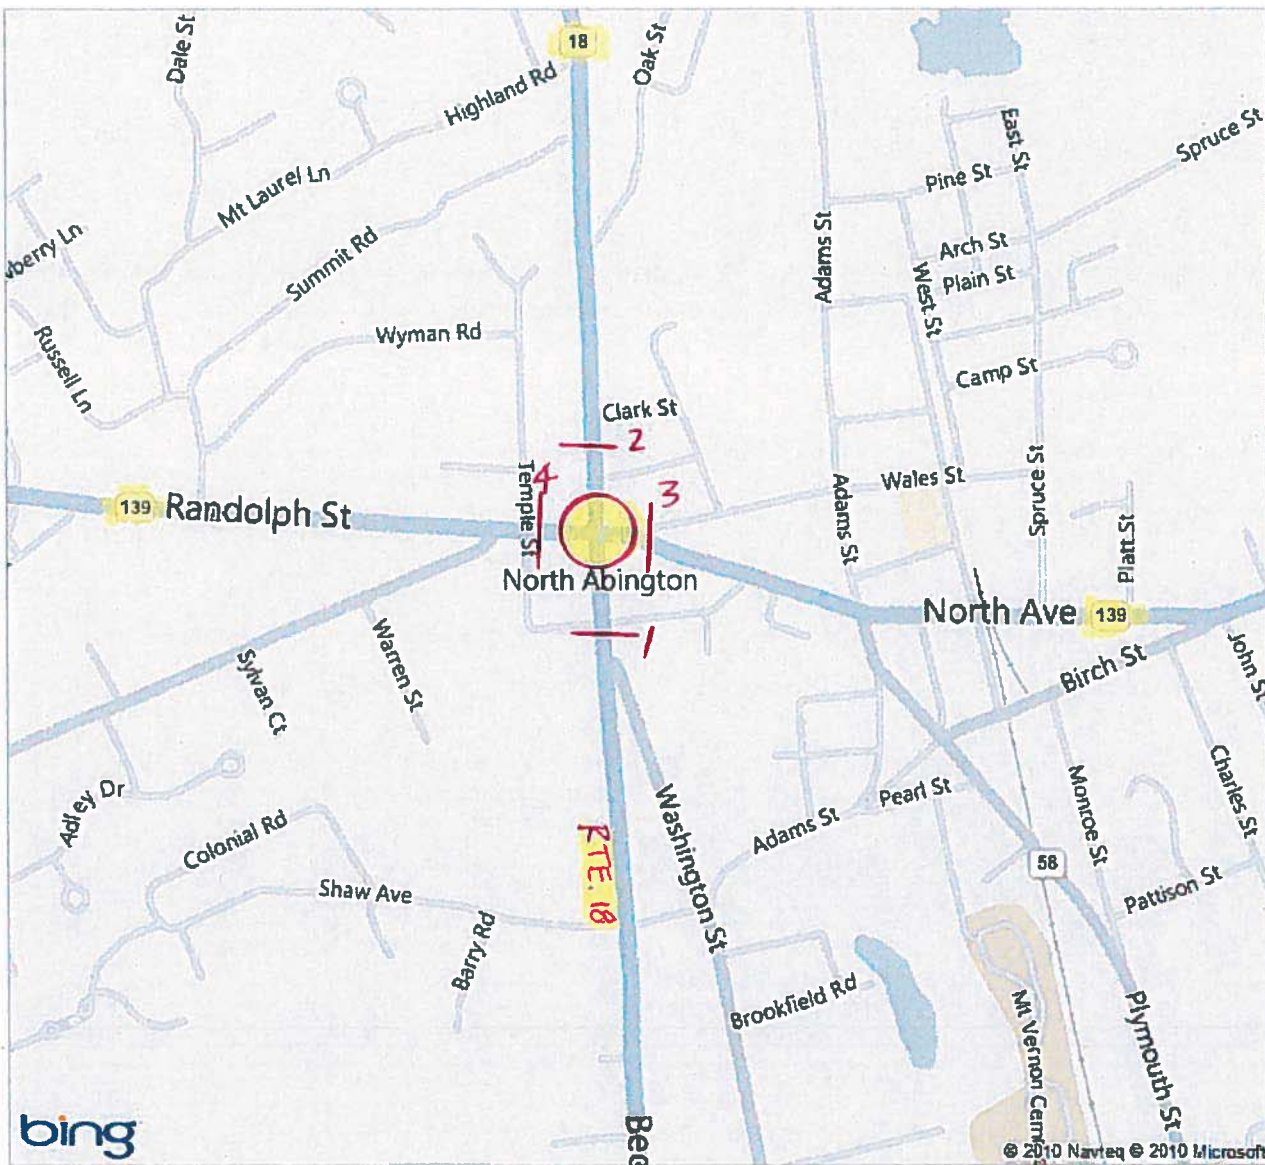 18
Dale St
Oak St
Highland Rd
East St
Spruce St
Mt Laurel Ln
Pine St
Adams St
Arch St
Summit Rd
Plain St
West St
Wyman Rd
Russell Ln
Camp St
Clark St
2
4
3
Temple St
139
Randolph St
Adams St
Wales St
Spruce St
Platt St
North Abington
North Ave
139
1
Warren St
Sylvan Ct
Birch St
John St
Adley Dr
Colonial Rd
Washington St
Adams St
Pearl St
Monroe St
Charles St
RTE. 18
58
Shaw Ave
Pattison St
Barry Rd
Brookfield Rd
Mt Vernon Cem
Plymouth St
bing
© 2010 Navteq © 2010 Microsoft